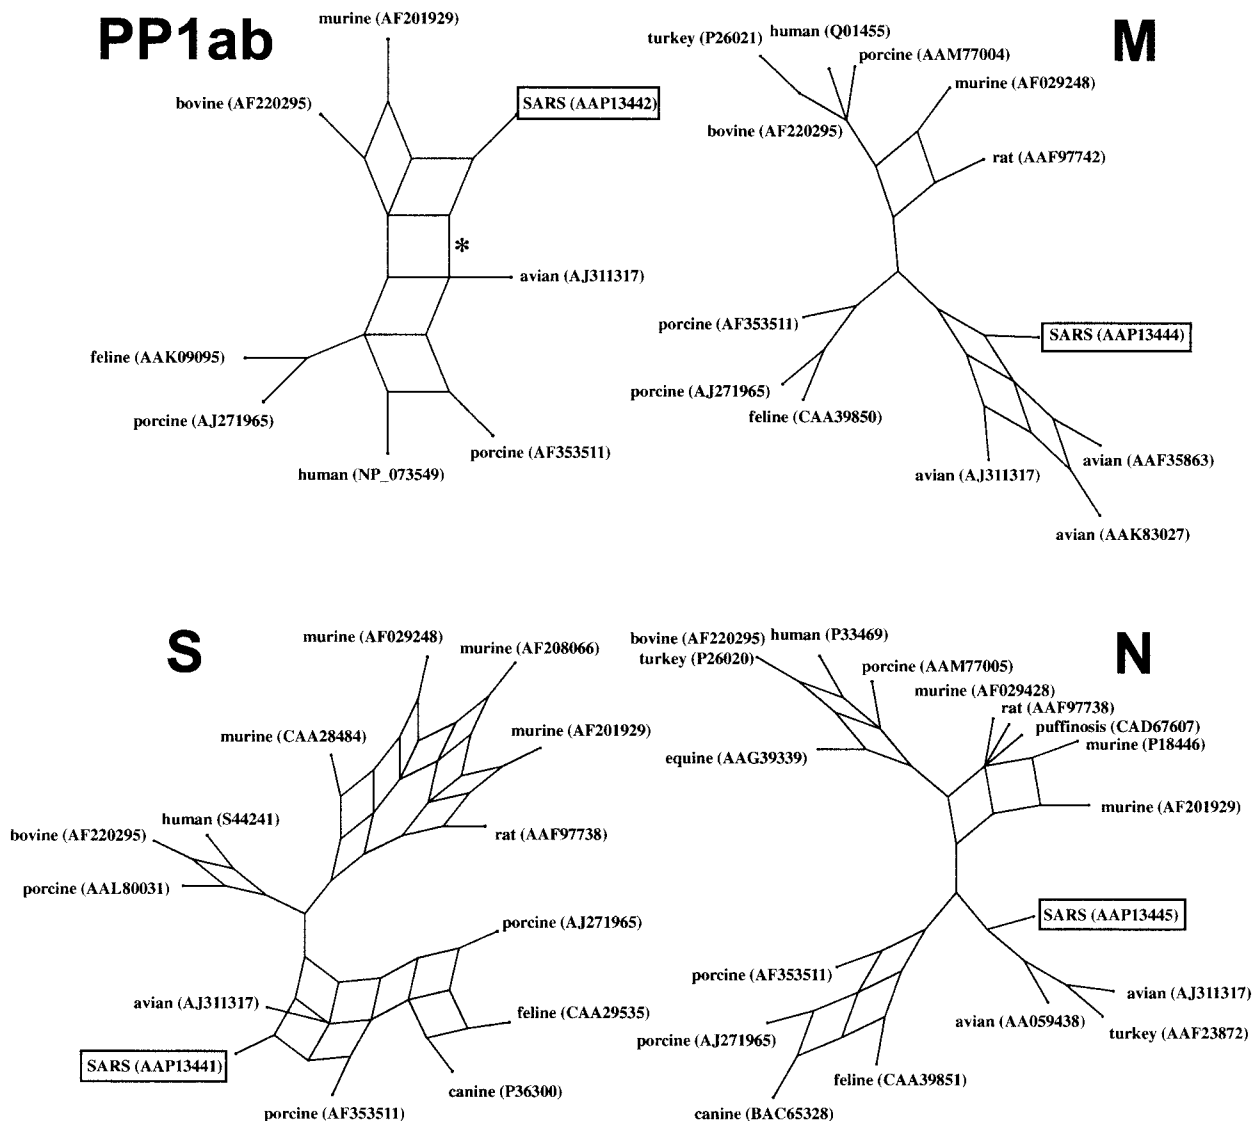 PP1ab
murine (AF201929)
bovine (AF220295)
SARS (AAP13442)
*
avian (AJ311317)
feline (AAK09095)
porcine (AJ271965)
human (NP_073549)
porcine (AF353511)
M
turkey (P26021)
human (Q01455)
porcine (AAM77004)
murine (AF029248)
bovine (AF220295)
rat (AAF97742)
porcine (AF353511)
SARS (AAP13444)
porcine (AJ271965)
feline (CAA39850)
avian (AJ311317)
avian (AAF35863)
avian (AAK83027)
S
murine (AF029248)
murine (AF208066)
murine (CAA28484)
murine (AF201929)
human (S44241)
bovine (AF220295)
rat (AAF97738)
porcine (AAL80031)
porcine (AJ271965)
avian (AJ311317)
feline (CAA29535)
SARS (AAP13441)
canine (P36300)
porcine (AF353511)
N
bovine (AF220295)
human (P33469)
turkey (P26020)
porcine (AAM77005)
murine (AF029428)
rat (AAF97738)
puffinosis (CAD67607)
murine (P18446)
equine (AAG39339)
murine (AF201929)
SARS (AAP13445)
porcine (AF353511)
avian (AJ311317)
avian (AA059438)
turkey (AAF23872)
porcine (AJ271965)
feline (CAA39851)
canine (BAC65328)